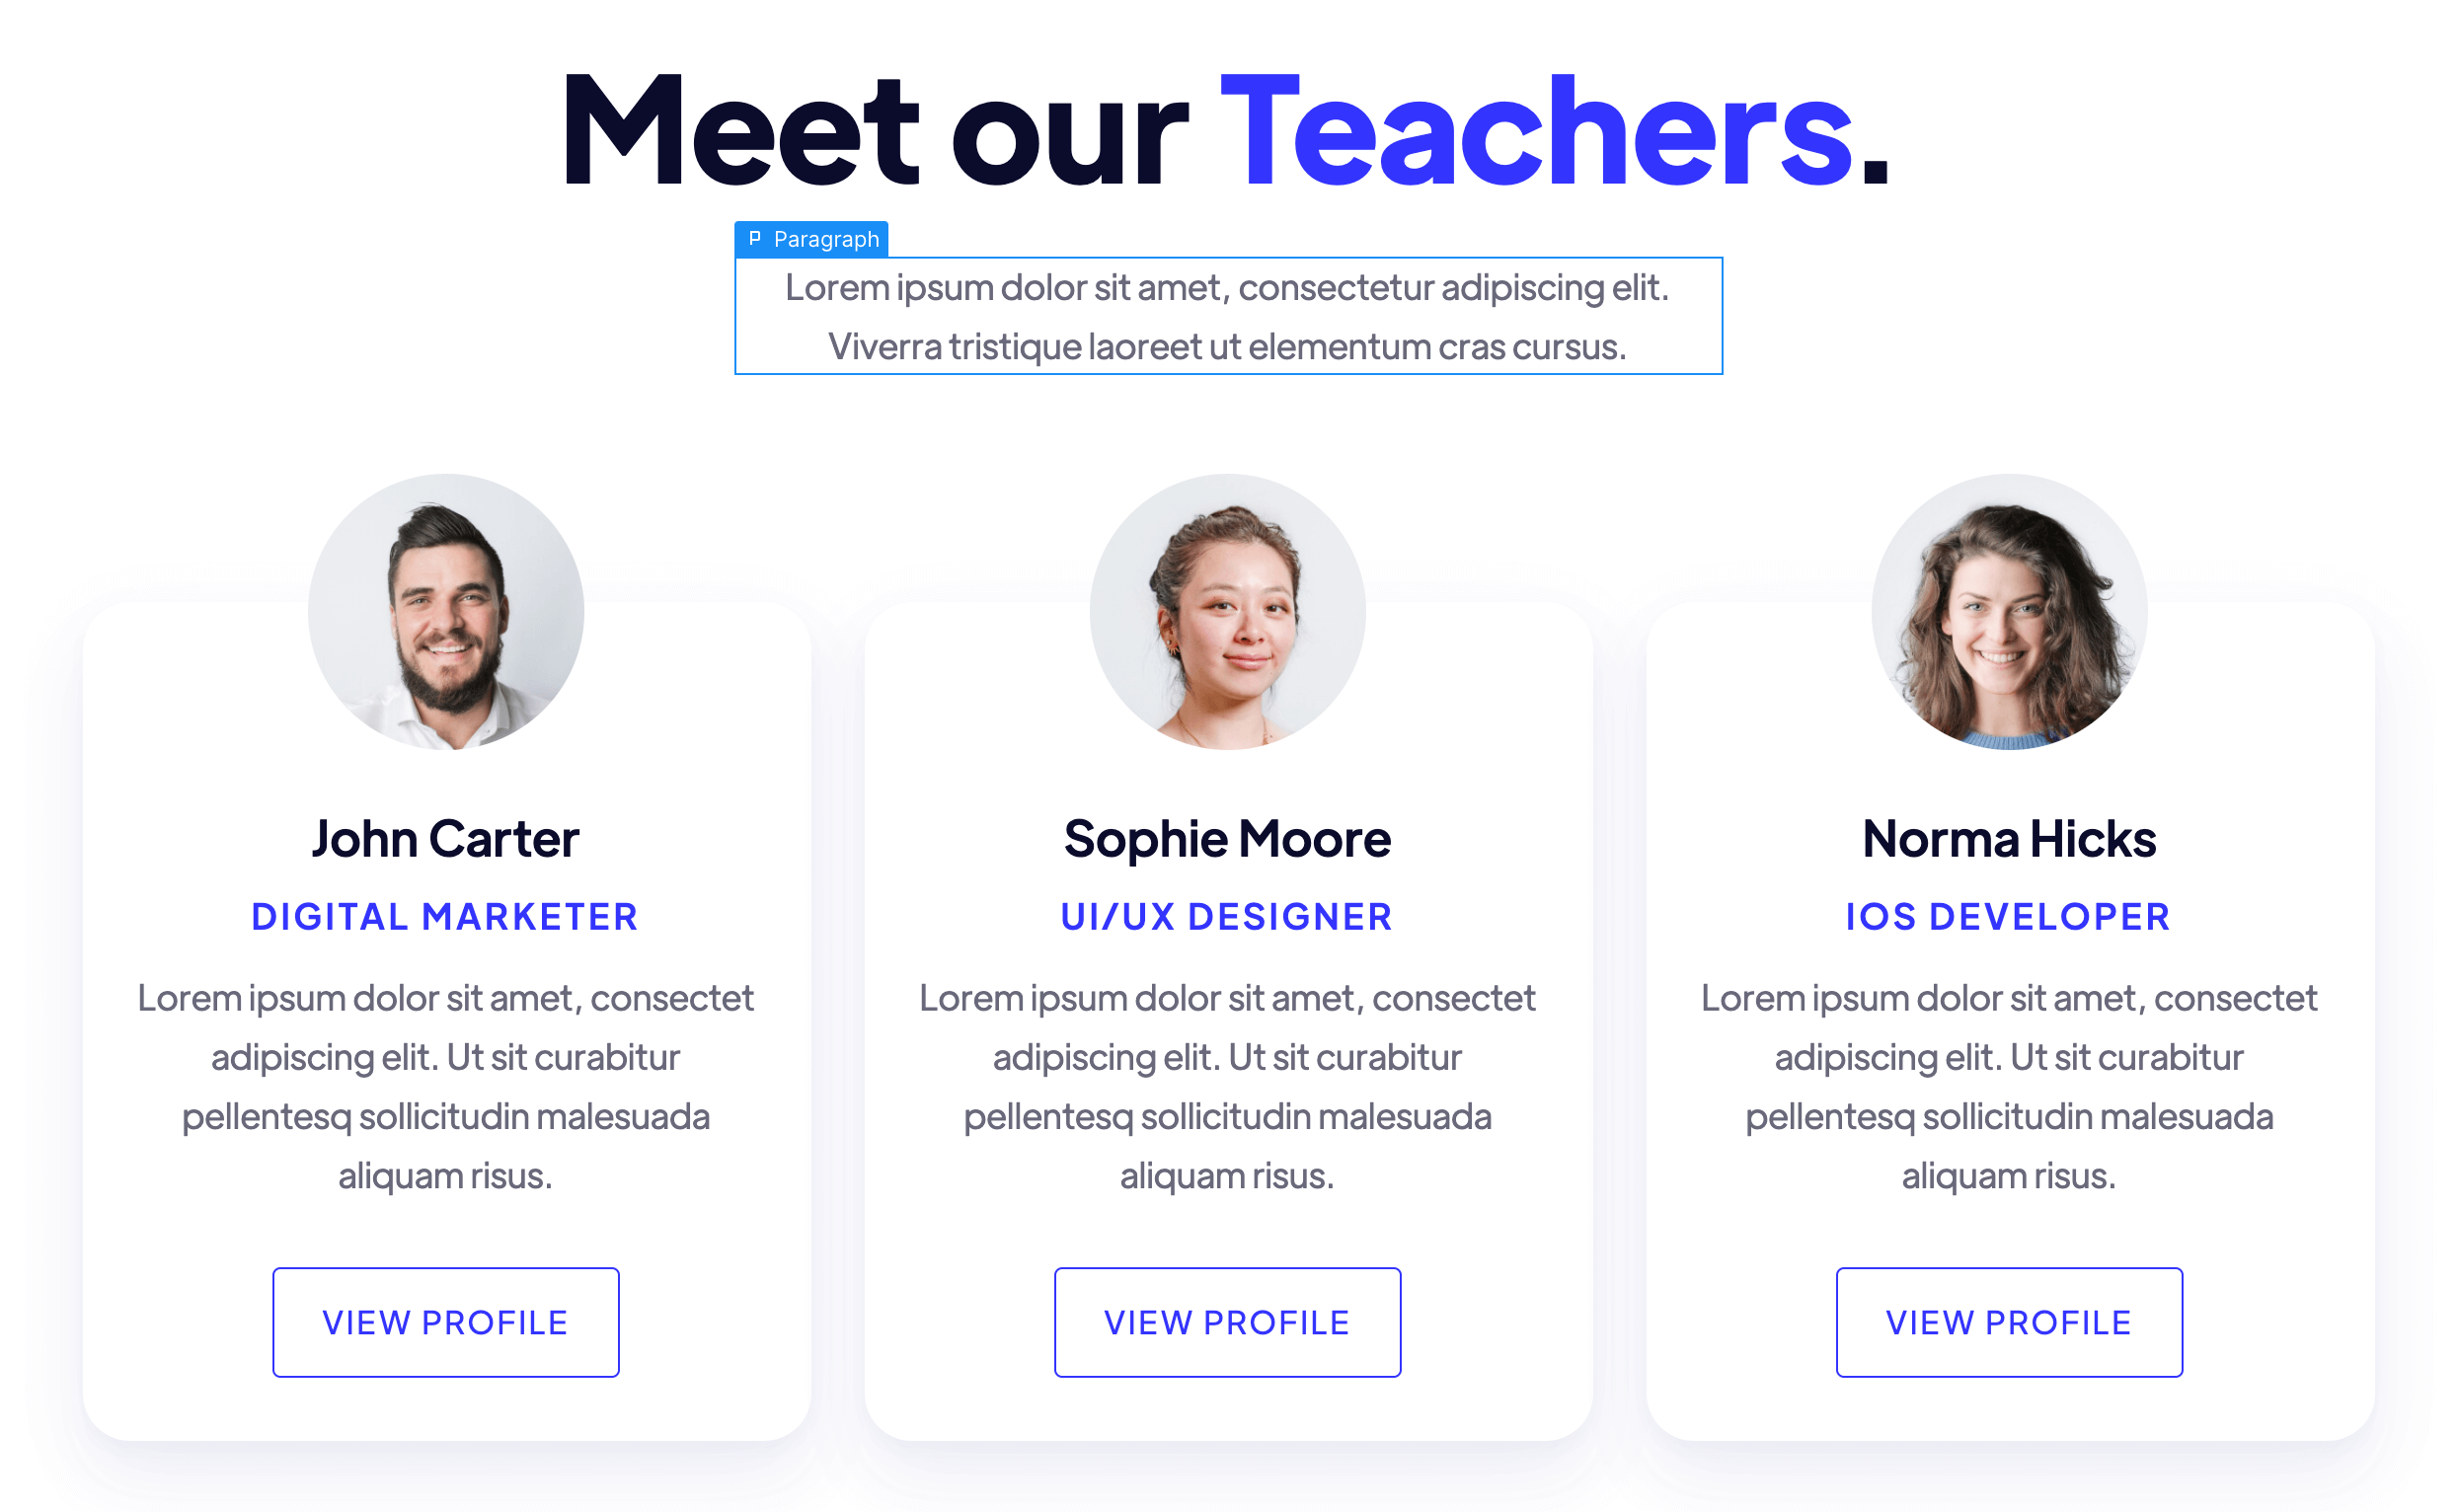 Meet our Teachers.
Paragraph
Lorem ipsum dolor sit amet, consectetur adipiscing elit.
Viverra tristique laoreet ut elementum cras cursus.
John Carter
DIGITAL MARKETER
Lorem ipsum dolor sit amet, consectet
adipiscing elit. Ut sit curabitur
pellentesq sollicitudin malesuada
aliquam risus.
VIEW PROFILE
Sophie Moore
UI/UX DESIGNER
Lorem ipsum dolor sit amet, consectet
adipiscing elit. Ut sit curabitur
pellentesq sollicitudin malesuada
aliquam risus.
VIEW PROFILE
Norma Hicks
IOS DEVELOPER
Lorem ipsum dolor sit amet, consectet
adipiscing elit. Ut sit curabitur
pellentesq sollicitudin malesuada
aliquam risus.
VIEW PROFILE